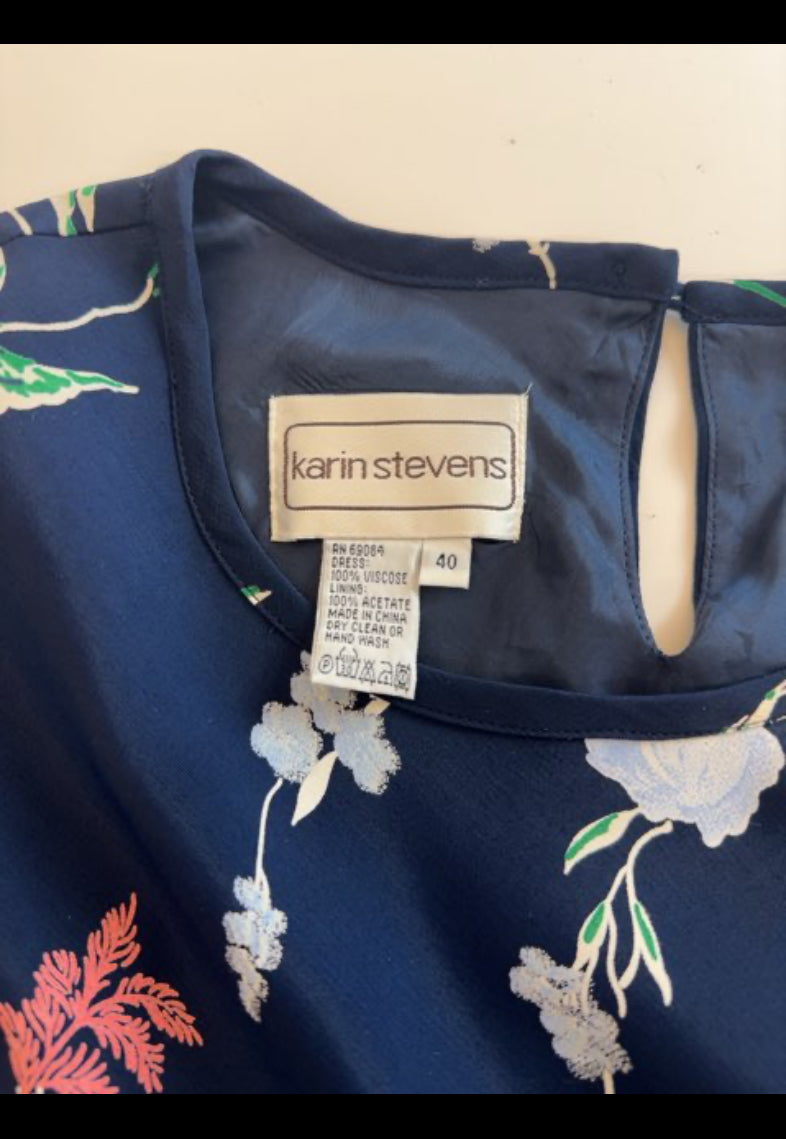 karin stevens
RN 69084
40
DRESS:
100% VISCOSE
LINING:
100% ACETATE
MADE IN CHINA
DRY CLEAN OR
HAND WASH
P